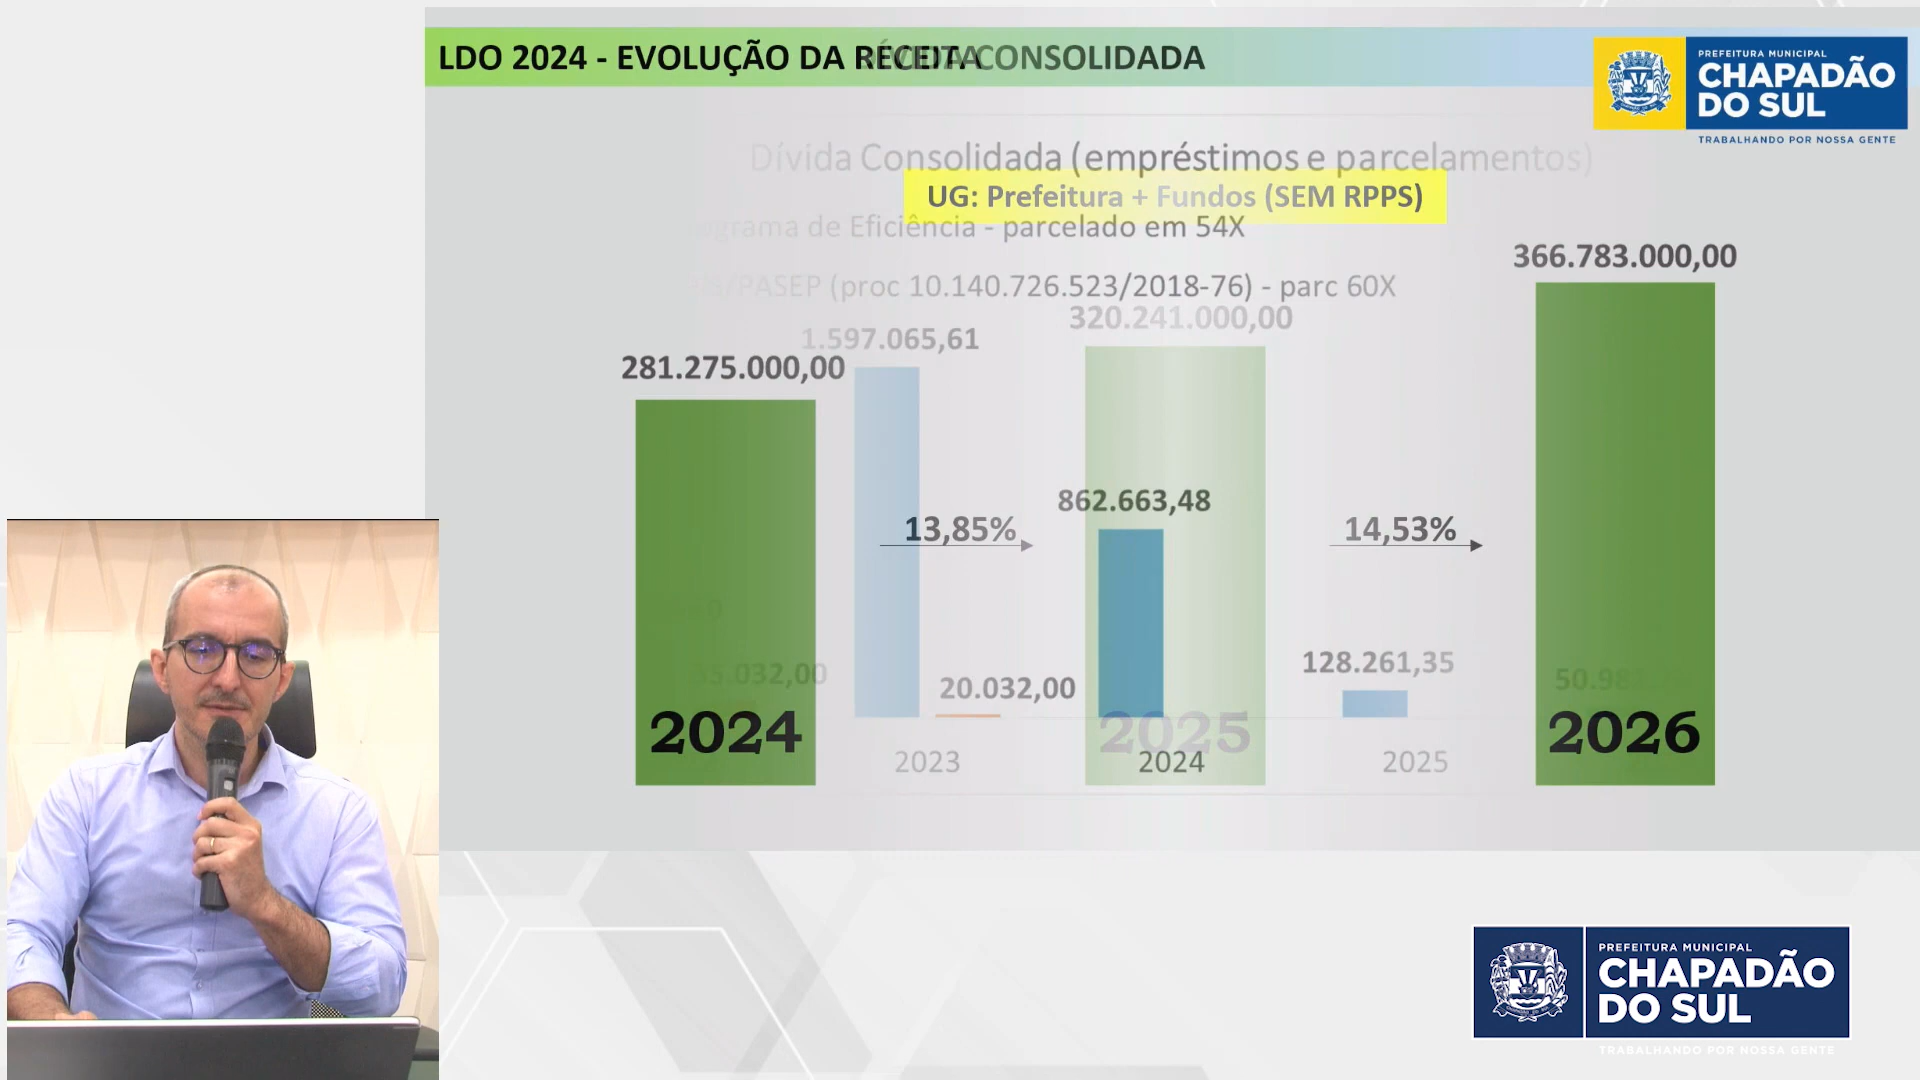 LDO 2024 - EVOLUÇÃO DA RECEITA CONSOLIDADA
PREFEITURA MUNICIPAL
CHAPADÃO
DO SUL
TRABALHANDO POR NOSSA GENTE
Dívida Consolidada (empréstimos e parcelamentos)
UG: Prefeitura + Fundos (SEM RPPS)
de Eficiência - parcelado em 54X
/PASEP (proc 10.140.726.523/2018-76) - parc 60X
366.783.000,00
320.241.000,00
1.597.065,61
281.275.000,00
862.663,48
13,85%
14,53%
128.261,35
20.032,00
2024
2025
2026
2023
2024
2025
PREFEITURA MUNICIPAL
CHAPADÃO
DO SUL
TRABALHANDO POR NOSSA GENTE